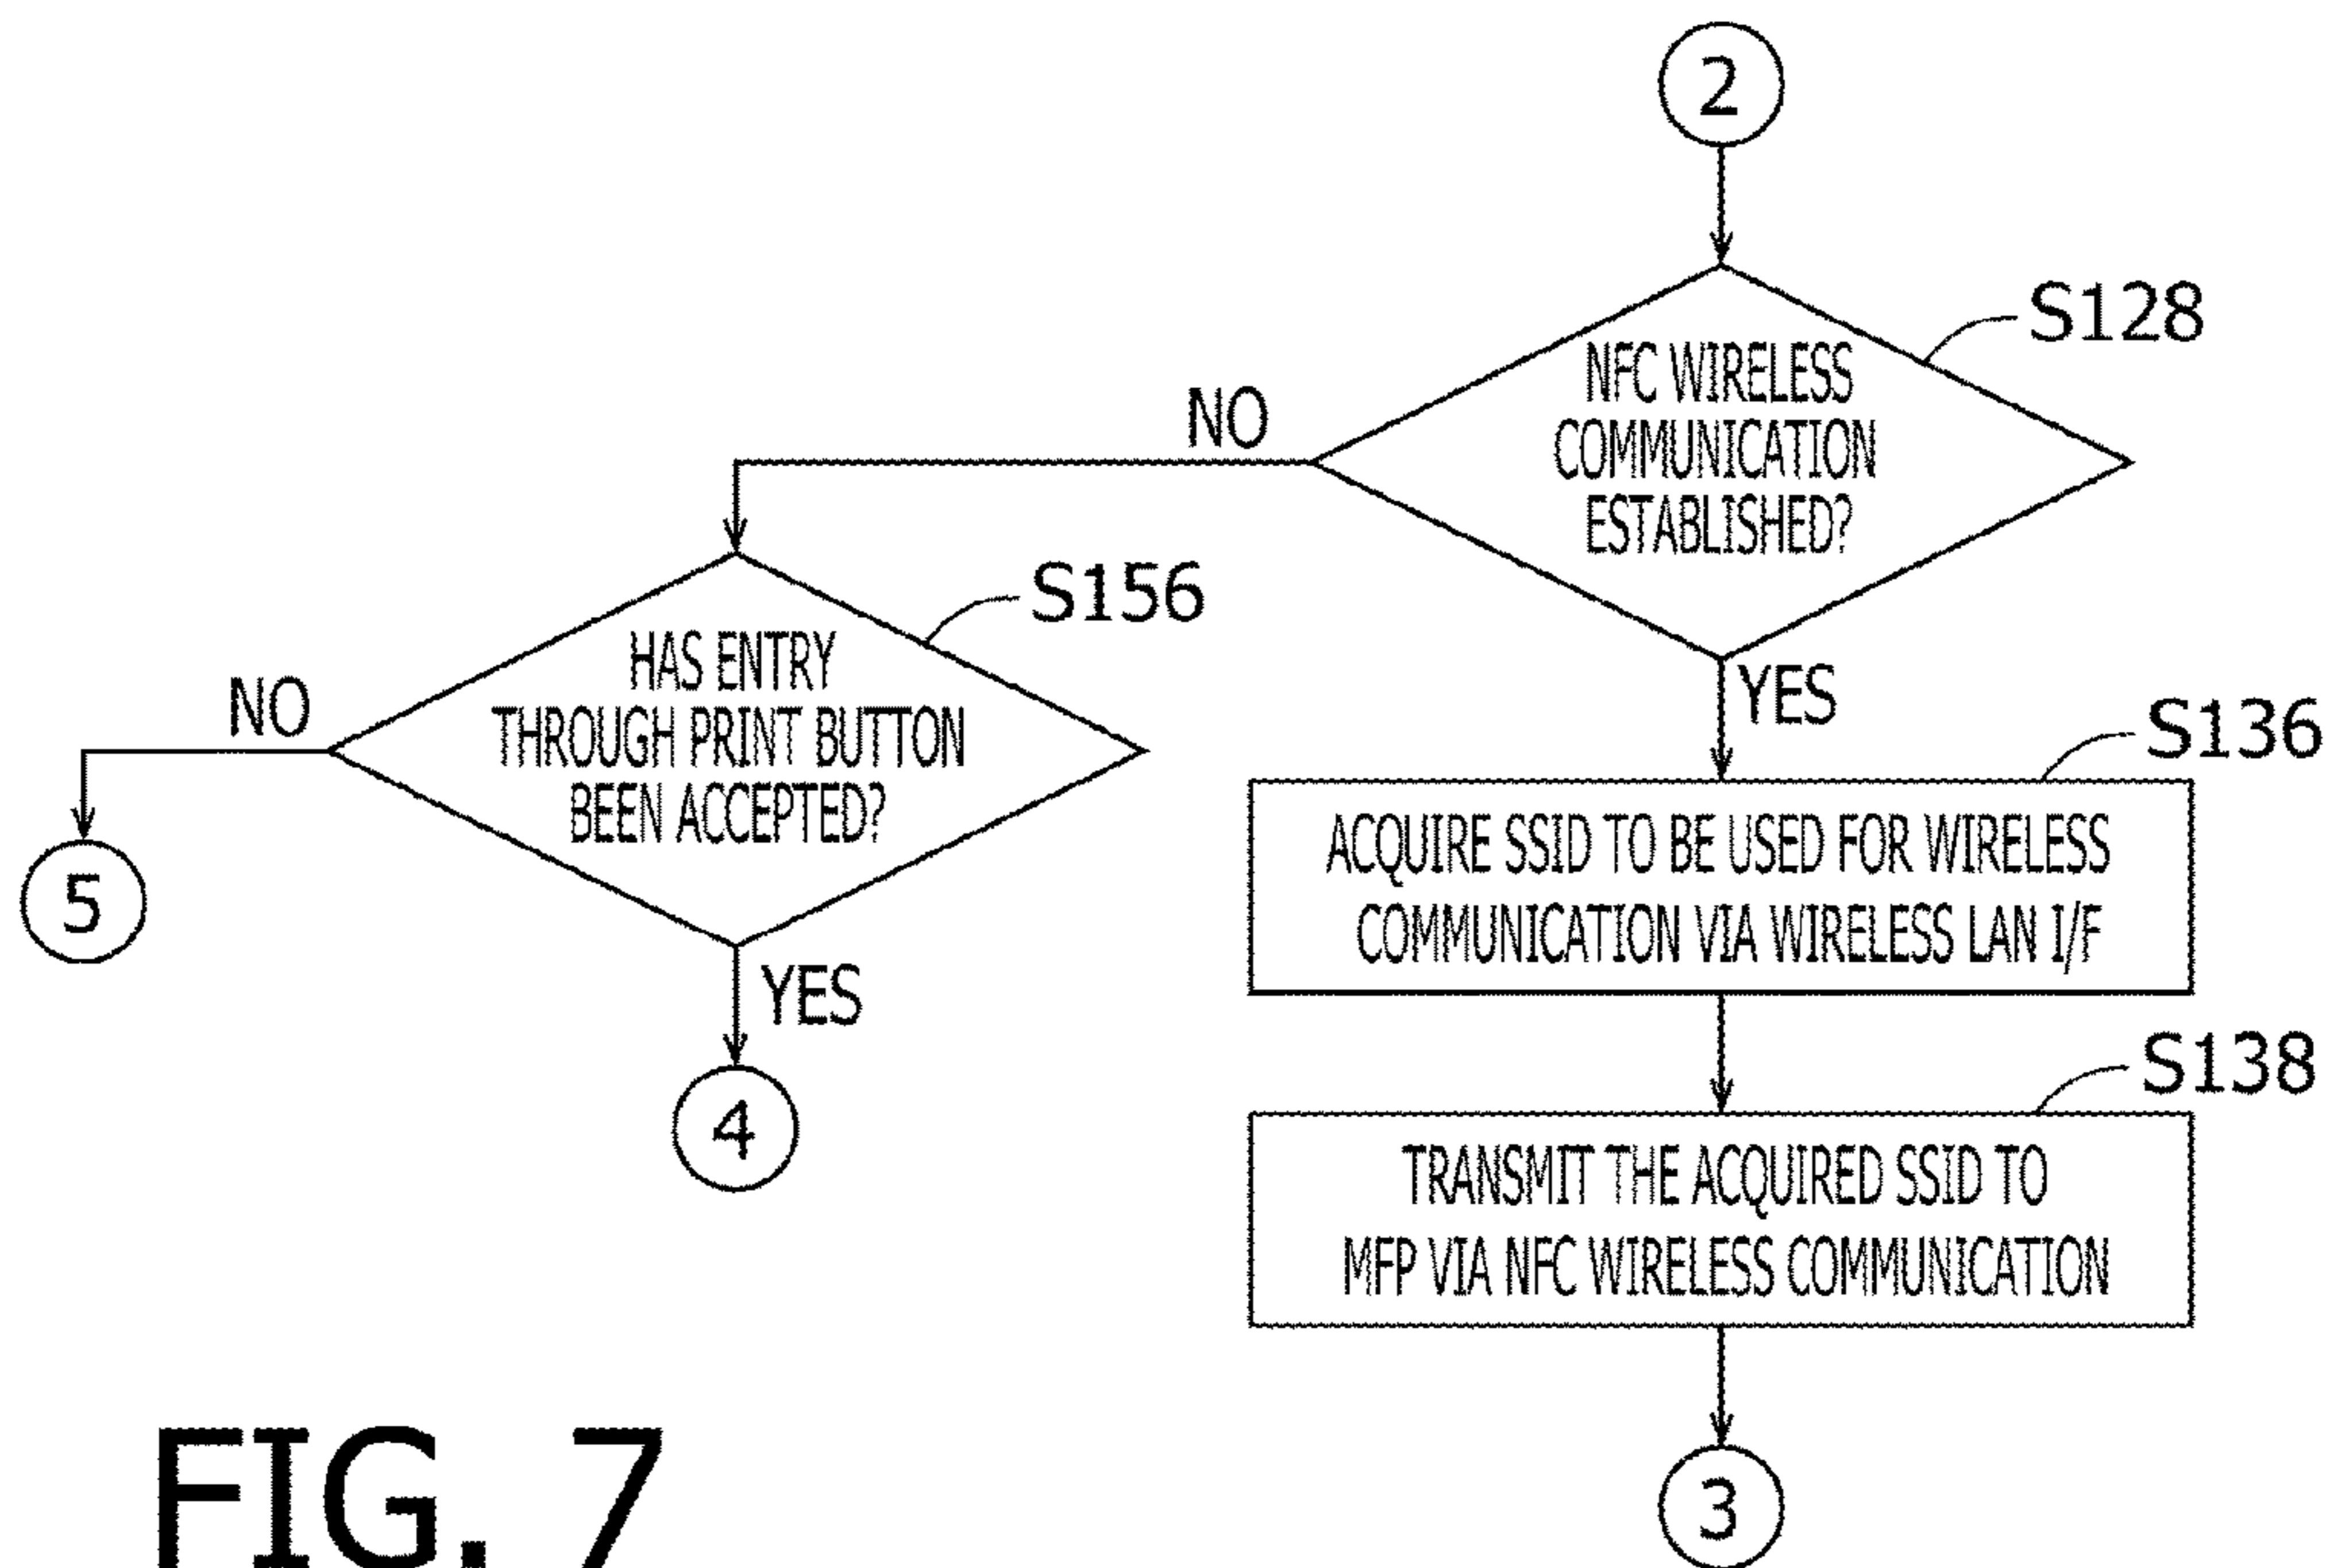 2
S128
NFC WIRELESS
COMMUNICATION
ESTABLISHED?
NO
S156
HAS ENTRY
THROUGH PRINT BUTTON
BEEN ACCEPTED?
NO
5
YES
4
YES
S136
ACQUIRE SSID TO BE USED FOR WIRELESS
COMMUNICATION VIA WIRELESS LAN I/F
S138
TRANSMIT THE ACQUIRED SSID TO
MFP VIA NFC WIRELESS COMMUNICATION
3
FIG. 7